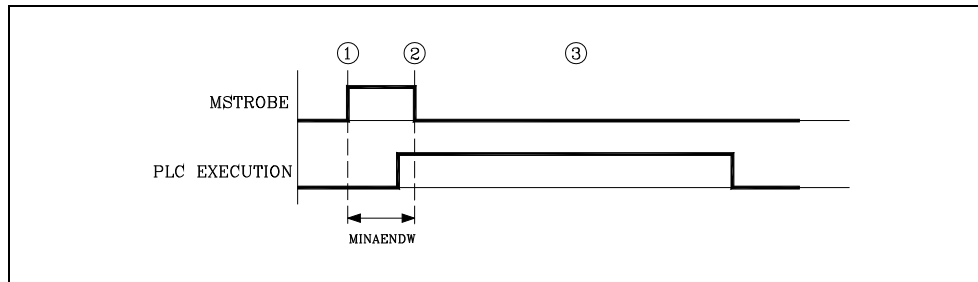 ① ② ③
MSTROBE
PLC EXECUTION
MINAENDW